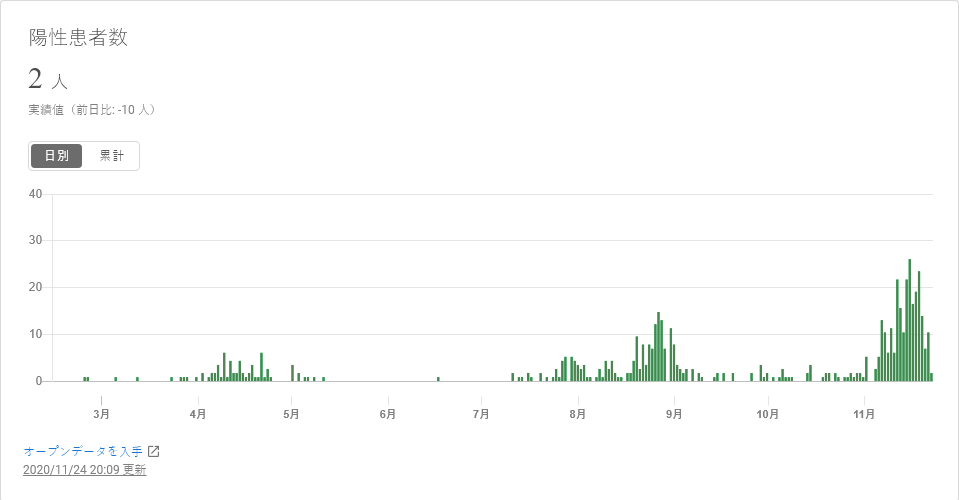 陽性患者数
2 人
実績値（前日比: -10 人）
日別 累計
40
30
20
10
0
3月 4月 5月 6月 7月 8月 9月 10月 11月
オープンデータを入手
2020/11/24 20:09 更新